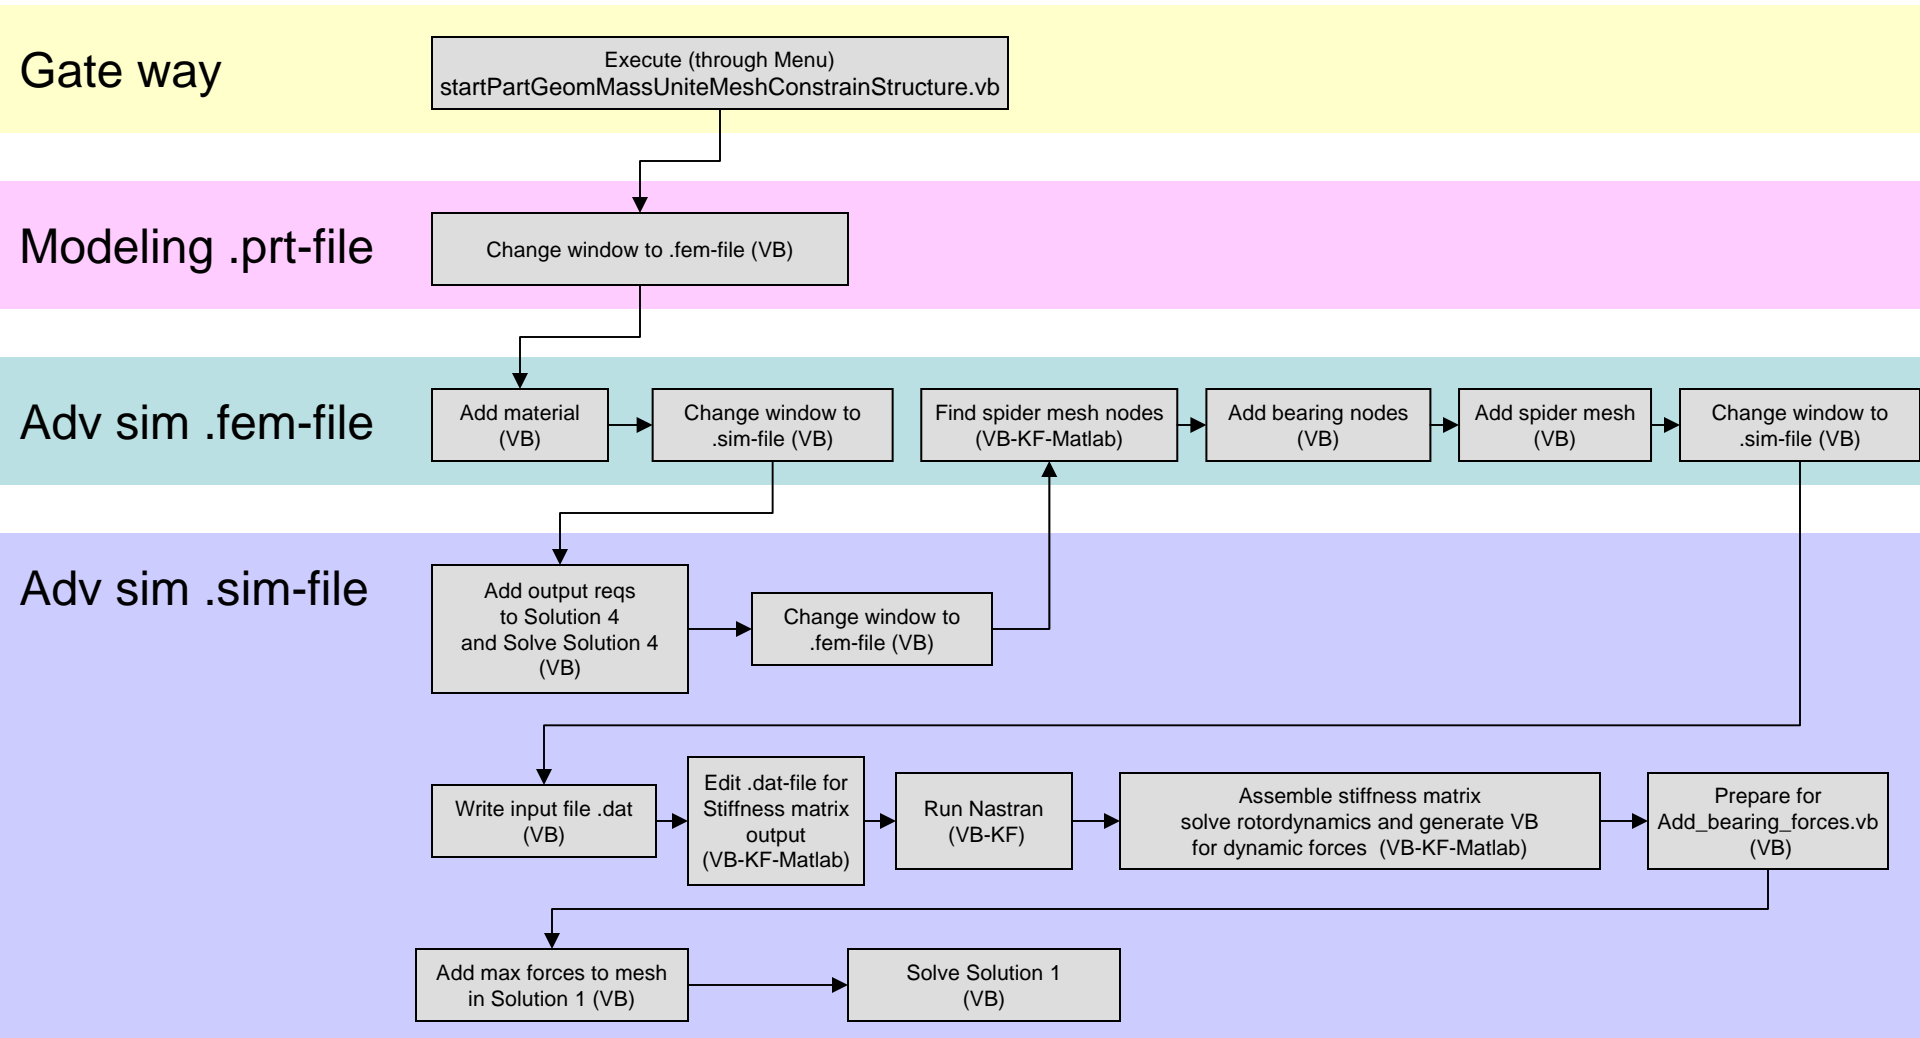 Gate way
Execute (through Menu)
startPartGeomMassUniteMeshConstrainStructure.vb
Modeling .prt-file
Change window to .fem-file (VB)
Adv sim .fem-file
Add material
(VB)
Change window to
.sim-file (VB)
Find spider mesh nodes
(VB-KF-Matlab)
Add bearing nodes
(VB)
Add spider mesh
(VB)
Change window to
.sim-file (VB)
Adv sim .sim-file
Add output reqs
to Solution 4
and Solve Solution 4
(VB)
Change window to
.fem-file (VB)
Write input file .dat
(VB)
Edit .dat-file for
Stiffness matrix
output
(VB-KF-Matlab)
Run Nastran
(VB-KF)
Assemble stiffness matrix
solve rotordynamics and generate VB
for dynamic forces  (VB-KF-Matlab)
Prepare for
Add_bearing_forces.vb
(VB)
Add max forces to mesh
in Solution 1 (VB)
Solve Solution 1
(VB)